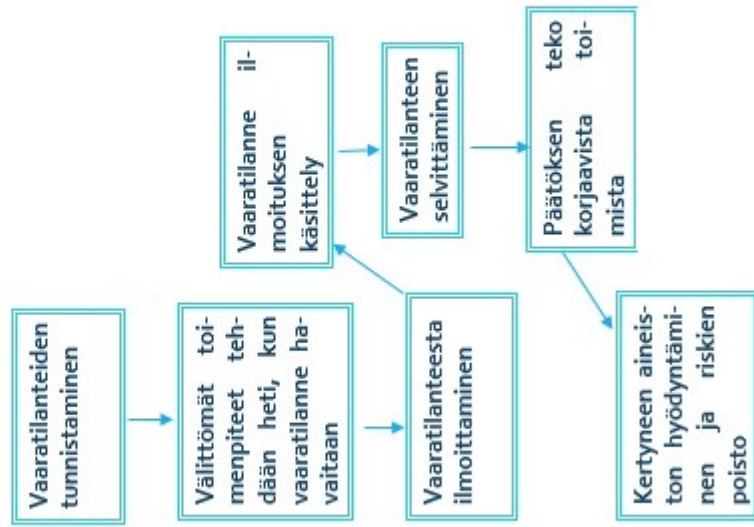 Vaaratilanteiden
tunnistaminen
Välittömät toi-
menpiteet teh-
dään heti, kun
vaaratilanne ha-
vaitaan
Vaaratilanteesta
ilmoittaminen
Vaaratilanne il-
moituksen
käsittely
Vaaratilanteen
selvittäminen
Päätöksen teko
korjaavista toi-
mista
Kertyneen aineis-
ton hyödyntämi-
nen ja riskien
poisto